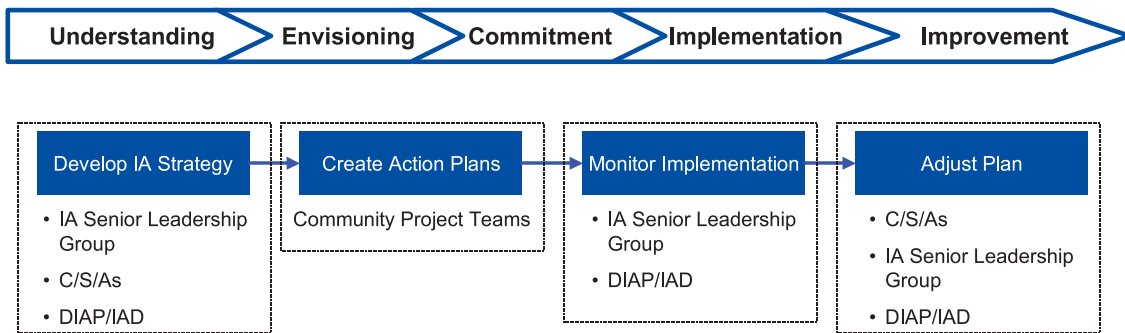 Understanding
Envisioning
Commitment
Implementation
Improvement
Develop IA Strategy
• IA Senior Leadership
Group
• C/S/As
• DIAP/IAD
Create Action Plans
Community Project Teams
Monitor Implementation
• IA Senior Leadership
Group
• DIAP/IAD
Adjust Plan
• C/S/As
• IA Senior Leadership
Group
• DIAP/IAD